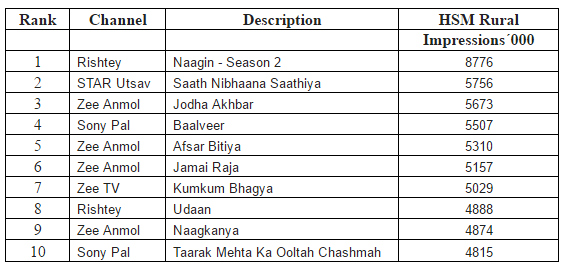 Rank Channel Description HSM Rural
Impressions´000
1 Rishtey Naagin - Season 2 8776
2 STAR Utsav Saath Nibhaana Saathiya 5756
3 Zee Anmol Jodha Akhbar 5673
4 Sony Pal Baalveer 5507
5 Zee Anmol Afsar Bitiya 5310
6 Zee Anmol Jamai Raja 5157
7 Zee TV Kumkum Bhagya 5029
8 Rishtey Udaan 4888
9 Zee Anmol Naagkanya 4874
10 Sony Pal Taarak Mehta Ka Ooltah Chashmah 4815